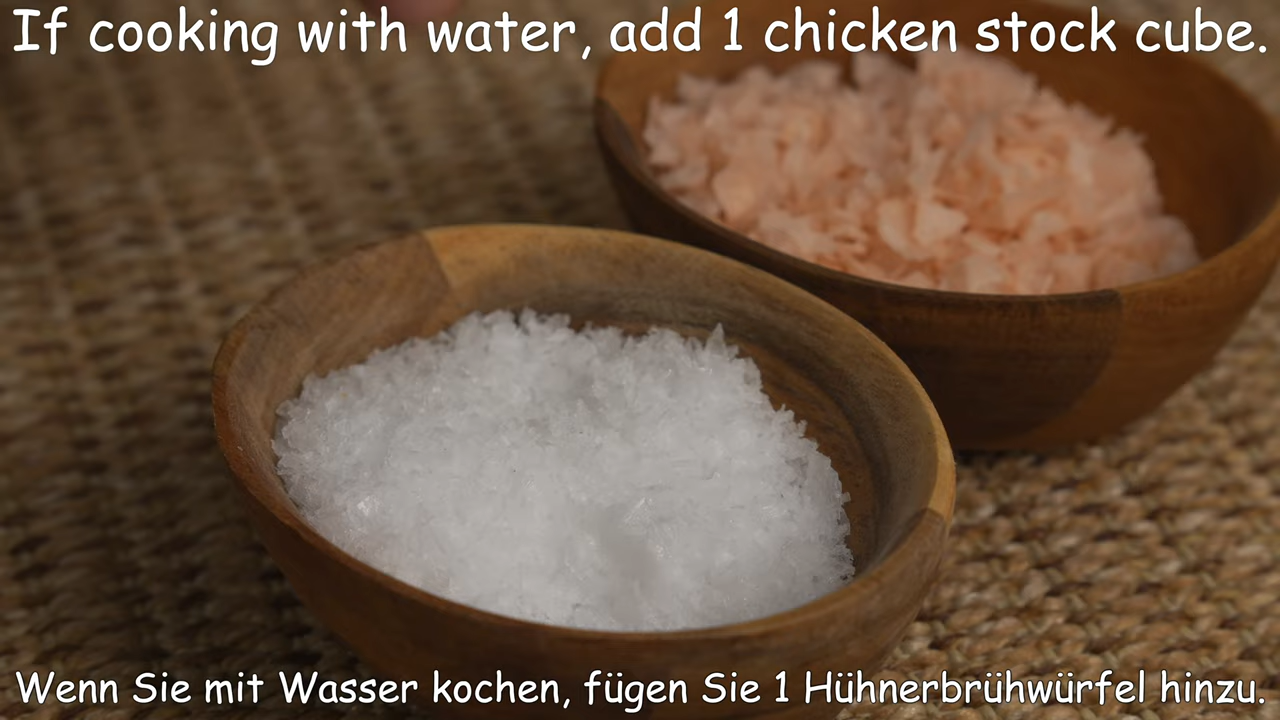 If cooking with water, add 1 chicken stock cube.
Wenn Sie mit Wasser kochen, fügen Sie 1 Hühnerbrühwürfel hinzu.